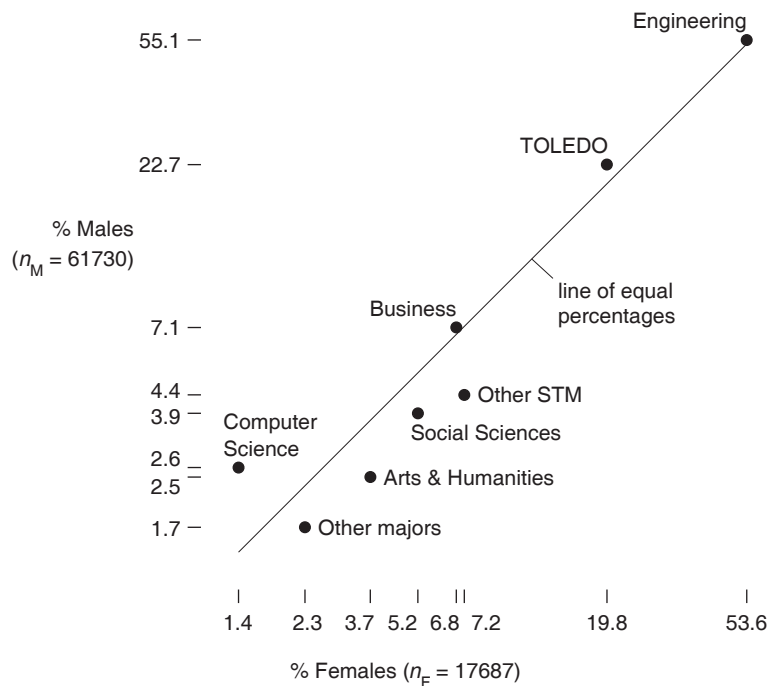 Engineering
55.1
TOLEDO
22.7
% Males
(nM = 61730)
line of equal
percentages
Business
7.1
4.4
Other STM
3.9
Social Sciences
Computer
Science
2.6
2.5
Arts & Humanities
1.7
Other majors
1.4 2.3 3.7 5.2 6.8 7.2 19.8 53.6
% Females (nF = 17687)